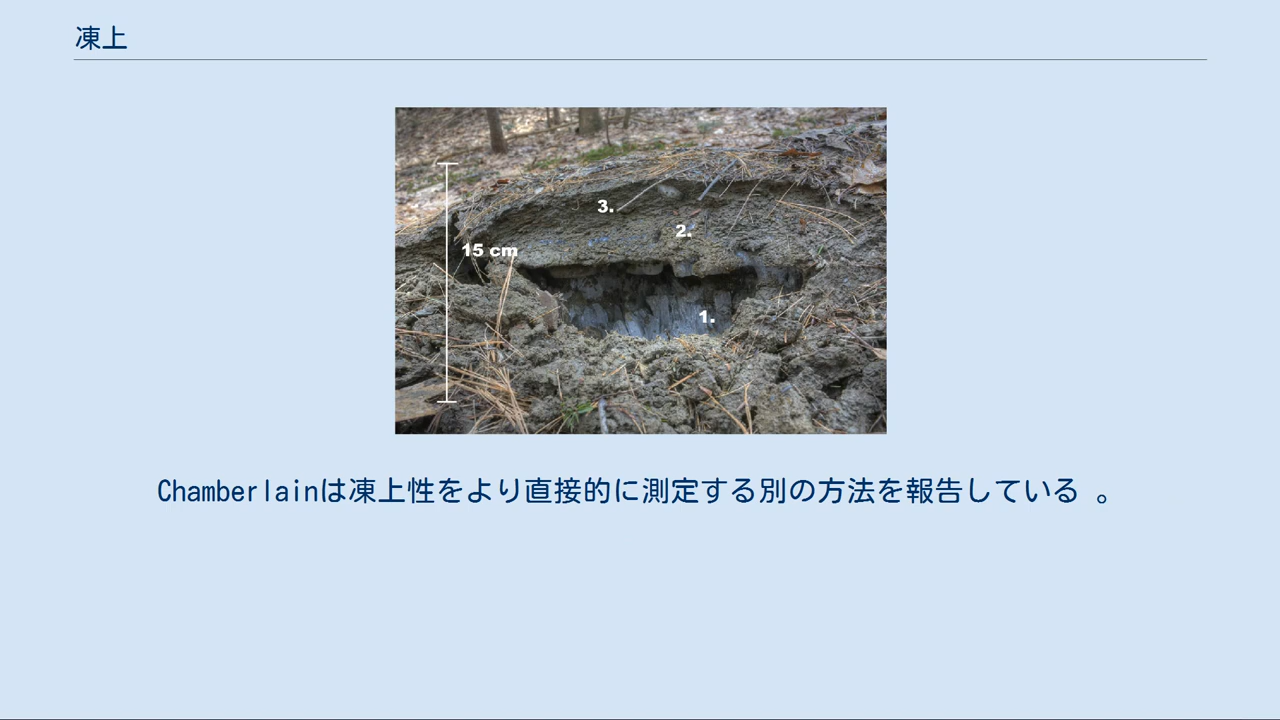 凍上
3.
2.
15 cm
1.
Chamberlainは凍上性をより直接的に測定する別の方法を報告している 。